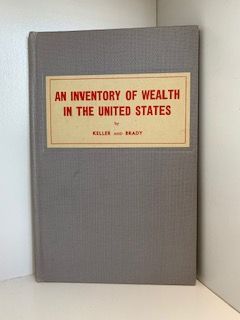 AN INVENTORY OF WEALTH
IN THE UNITED STATES
by
KELLER AND BRADY